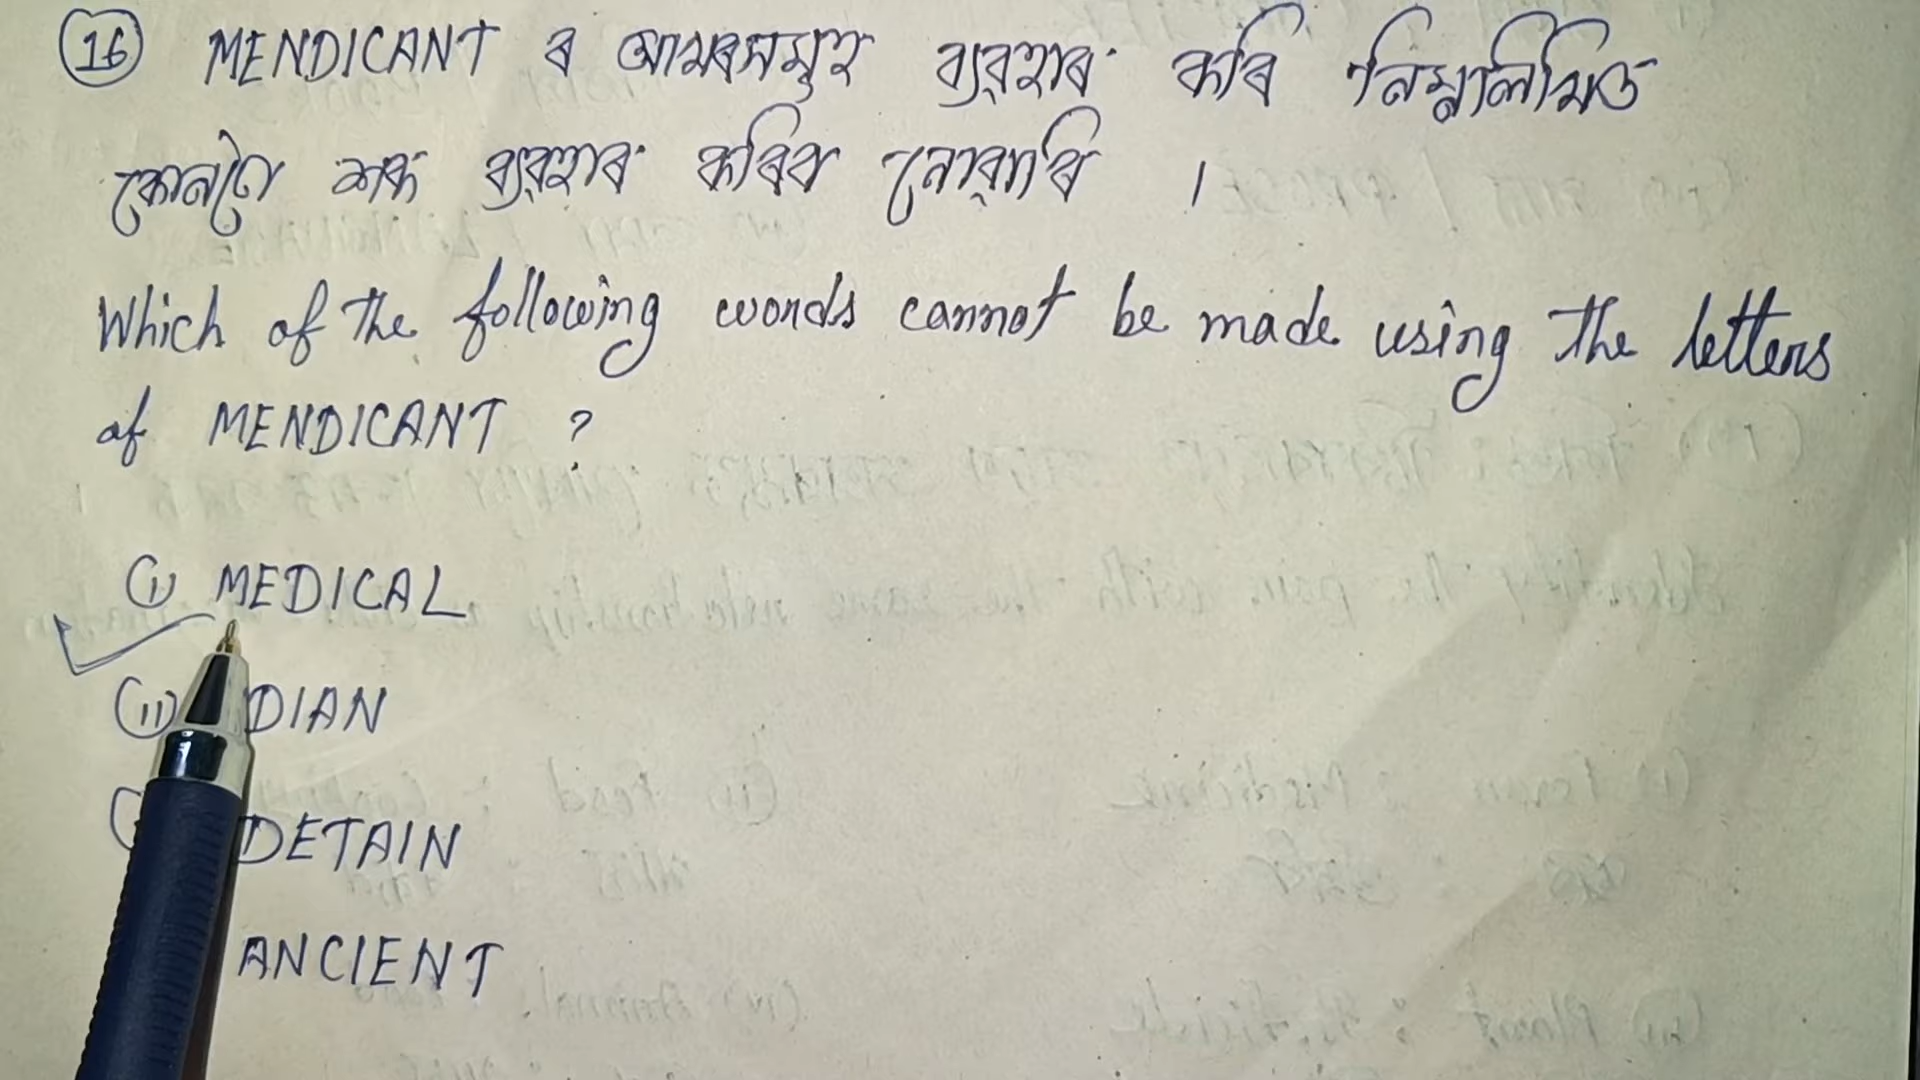 16 MENDICANT ৰ আখৰসমূহ ব্যৱহাৰ কৰি নিম্নলিখিত
কোনটো শব্দ ব্যৱহাৰ কৰিব নোৱাৰি ।
Which of the following words cannot be made using the letters
of MENDICANT ?
(i) MEDICAL
(ii) DIAN
DETAIN
ANCIENT